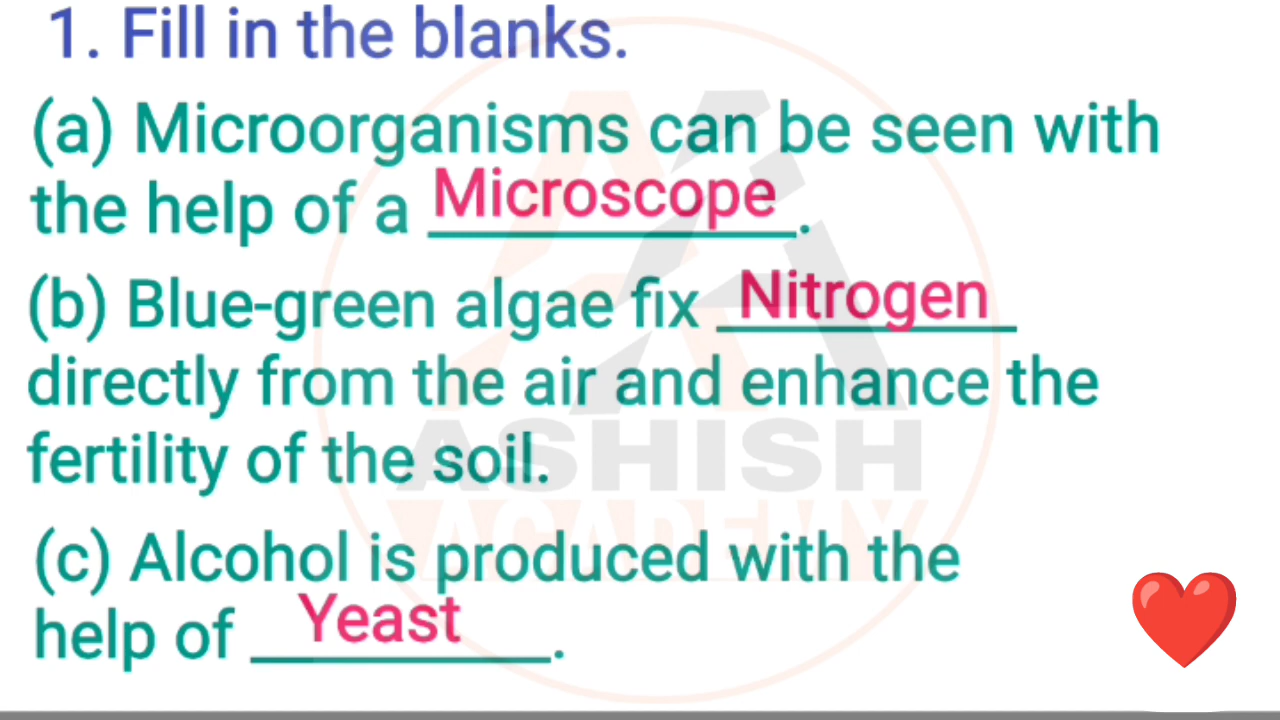 1. Fill in the blanks.
(a) Microorganisms can be seen with
the help of a Microscope.
(b) Blue-green algae fix Nitrogen
directly from the air and enhance the
fertility of the soil.
(c) Alcohol is produced with the
help of Yeast.
ASHISH
ACADEMY